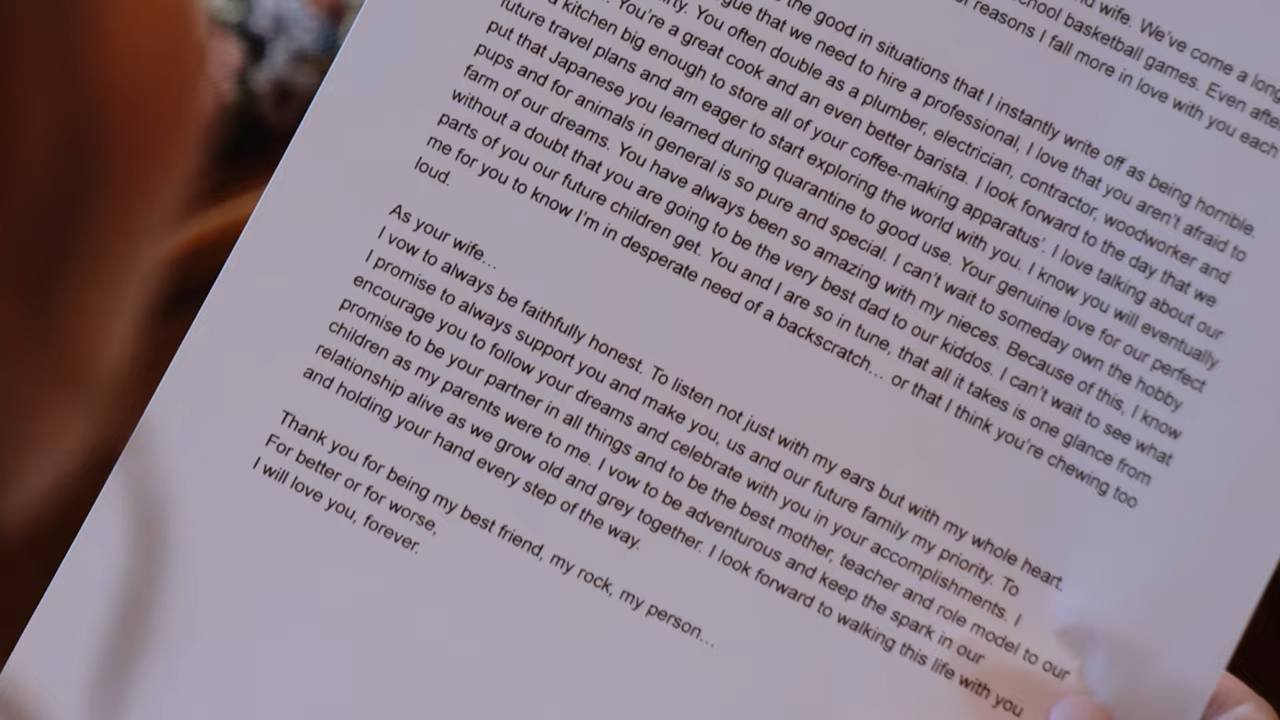 wife. We've come a long
school basketball games. Even after
of reasons I fall more in love with you each
the good in situations that I instantly write off as being horrible.
that we need to hire a professional, I love that you aren't afraid to
You often double as a plumber, electrician, contractor, woodworker and
You're a great cook and an even better barista. I look forward to the day that we
a kitchen big enough to store all of your coffee-making apparatus'. I love talking about our
future travel plans and am eager to start exploring the world with you. I know you will eventually
put that Japanese you learned during quarantine to good use. Your genuine love for our perfect
pups and for animals in general is so pure and special. I can't wait to someday own the hobby
farm of our dreams. You have always been so amazing with my nieces. Because of this, I know
without a doubt that you are going to be the very best dad to our kiddos. I can't wait to see what
parts of you our future children get. You and I are so in tune, that all it takes is one glance from
me for you to know I'm in desperate need of a backscratch… or that I think you're chewing too
loud.
As your wife…
I vow to always be faithfully honest. To listen not just with my ears but with my whole heart.
I promise to always support you and make you, us and our future family my priority. To
encourage you to follow your dreams and celebrate with you in your accomplishments. I
promise to be your partner in all things and to be the best mother, teacher and role model to our
children as my parents were to me. I vow to be adventurous and keep the spark in our
relationship alive as we grow old and grey together. I look forward to walking this life with you
and holding your hand every step of the way.
Thank you for being my best friend, my rock, my person…
For better or for worse,
I will love you, forever.